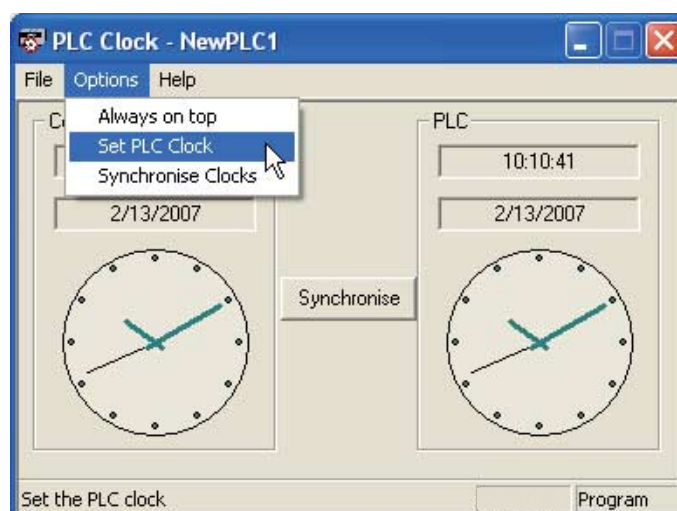 PLC Clock - NewPLC1
File Options Help
Always on top
Set PLC Clock
Synchronise Clocks
PLC
10:10:41
2/13/2007
2/13/2007
Synchronise
Set the PLC clock
Program